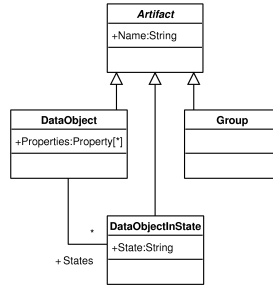 Artifact
+Name:String
DataObject
+Properties:Property[*]
Group
*
+ States
DataObjectInState
+State:String